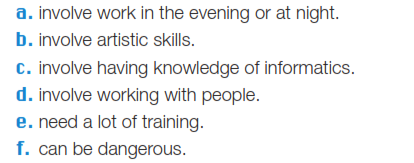 a. involve work in the evening or at night.
b. involve artistic skills.
c. involve having knowledge of informatics.
d. involve working with people.
e. need a lot of training.
f. can be dangerous.